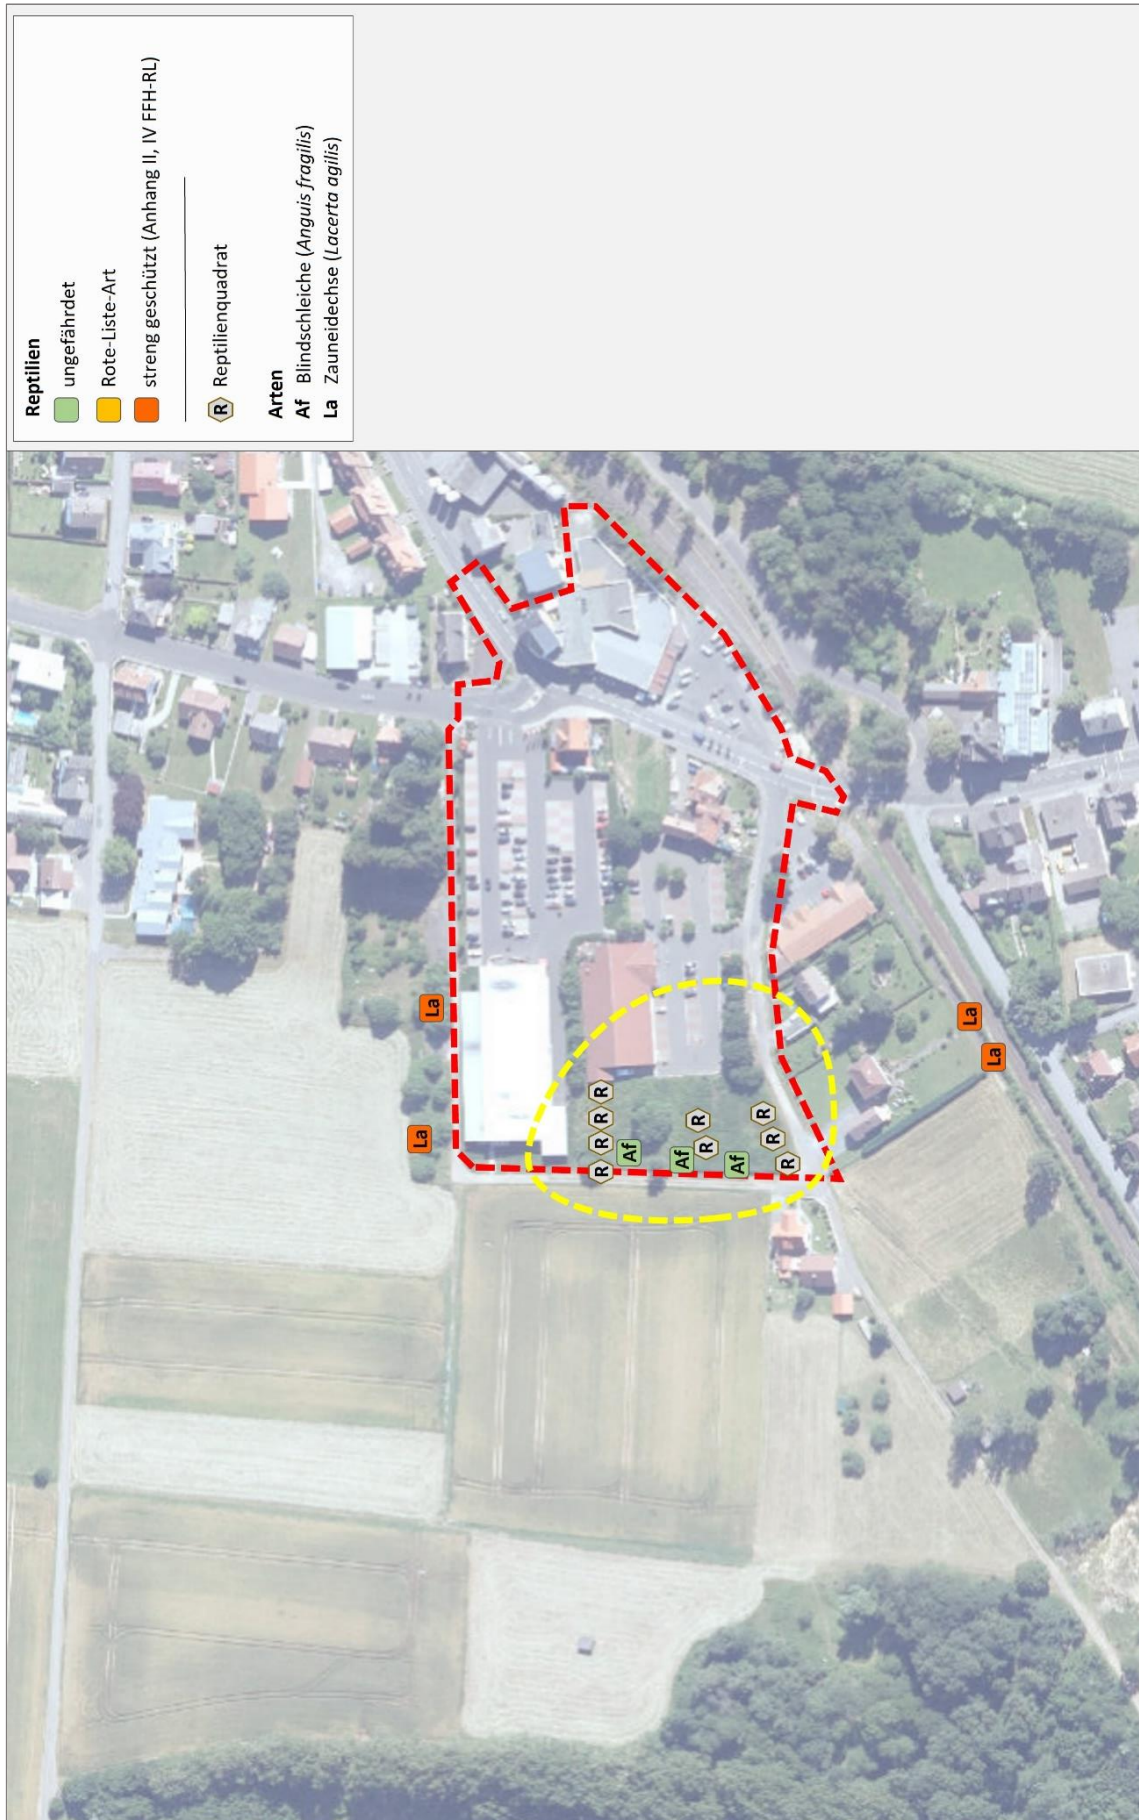 Reptilien
ungefährdet
Rote-Liste-Art
streng geschützt (Anhang II, IV FFH-RL)
R Reptilienquadrat
Arten
Af Blindschleiche (Anguis fragilis)
La Zauneidechse (Lacerta agilis)
La
La
R
R
R
R
Af
Af
R
R
Af
R
R
R
La
La